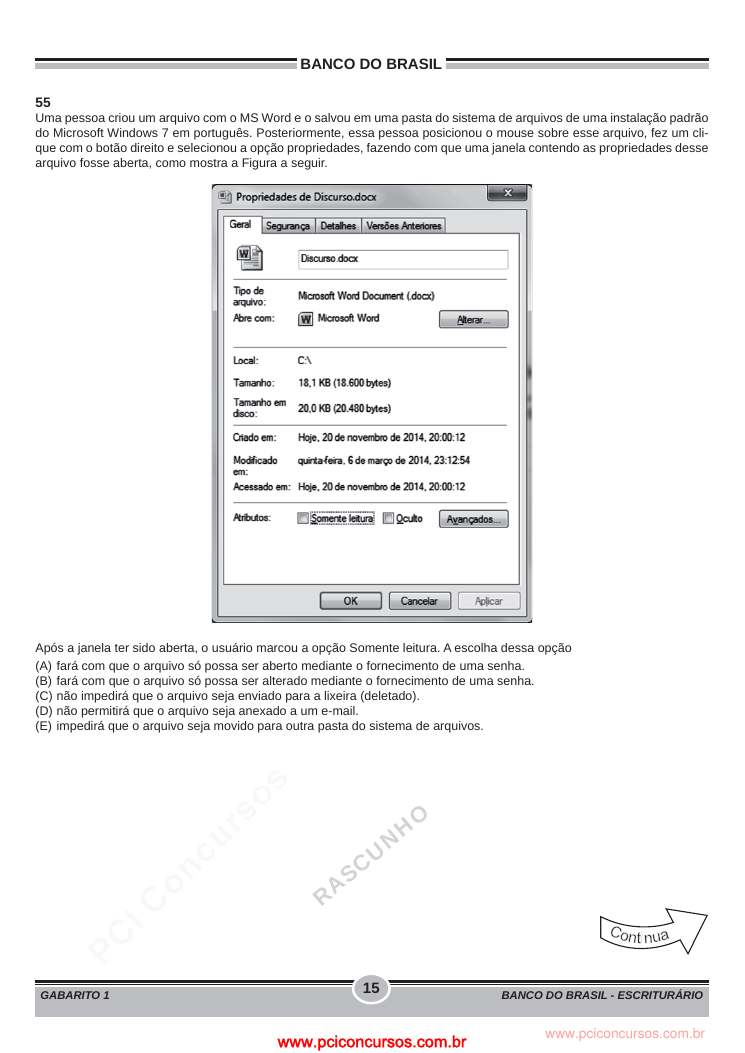 BANCO DO BRASIL
55
Uma pessoa criou um arquivo com o MS Word e o salvou em uma pasta do sistema de arquivos de uma instalação padrão
do Microsoft Windows 7 em português. Posteriormente, essa pessoa posicionou o mouse sobre esse arquivo, fez um cli-
que com o botão direito e selecionou a opção propriedades, fazendo com que uma janela contendo as propriedades desse
arquivo fosse aberta, como mostra a Figura a seguir.
Propriedades de Discurso.docx
Geral Segurança Detalhes Versões Anteriores
Discurso.docx
Tipo de
arquivo: Microsoft Word Document (.docx)
Abre com: Microsoft Word Alterar...
Local: C:\
Tamanho: 18,1 KB (18.600 bytes)
Tamanho em
disco: 20,0 KB (20.480 bytes)
Criado em: Hoje, 20 de novembro de 2014, 20:00:12
Modificado
em: quinta-feira, 6 de março de 2014, 23:12:54
Acessado em: Hoje, 20 de novembro de 2014, 20:00:12
Atributos: Somente leitura Oculto Avançados...
OK Cancelar Aplicar
Após a janela ter sido aberta, o usuário marcou a opção Somente leitura. A escolha dessa opção
(A) fará com que o arquivo só possa ser aberto mediante o fornecimento de uma senha.
(B) fará com que o arquivo só possa ser alterado mediante o fornecimento de uma senha.
(C) não impedirá que o arquivo seja enviado para a lixeira (deletado).
(D) não permitirá que o arquivo seja anexado a um e-mail.
(E) impedirá que o arquivo seja movido para outra pasta do sistema de arquivos.
PCI Concursos
RASCUNHO
Cont nua
GABARITO 1
15
BANCO DO BRASIL - ESCRITURÁRIO
www.pciconcursos.com.br
www.pciconcursos.com.br